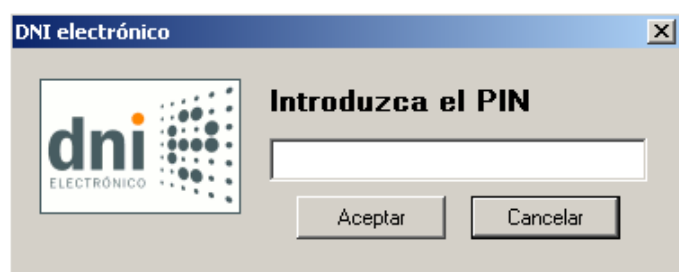 DNI electrónico
Introduzca el PIN
dni
ELECTRÓNICO
Aceptar
Cancelar